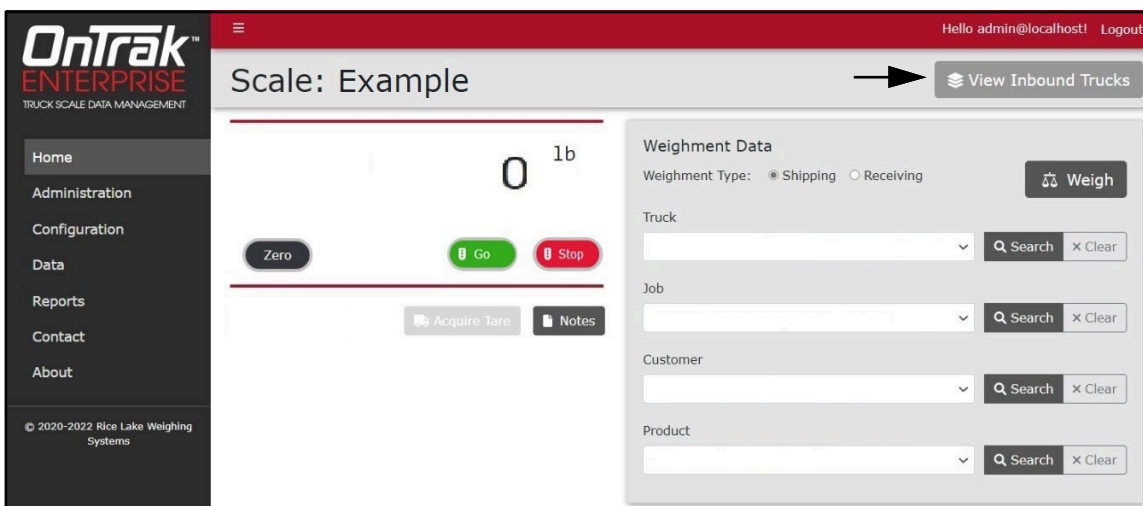 OnTrak™
ENTERPRISE
TRUCK SCALE DATA MANAGEMENT
Home
Administration
Configuration
Data
Reports
Contact
About
© 2020-2022 Rice Lake Weighing
Systems
Hello admin@localhost! Logout
Scale: Example
View Inbound Trucks
0 lb
Zero
Go
Stop
Acquire Tare
Notes
Weighment Data
Weighment Type: Shipping Receiving
Weigh
Truck
Search Clear
Job
Search Clear
Customer
Search Clear
Product
Search Clear